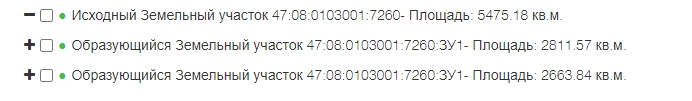 Исходный Земельный участок 47:08:0103001:7260- Площадь: 5475.18 кв.м.
Образующийся Земельный участок 47:08:0103001:7260:ЗУ1- Площадь: 2811.57 кв.м.
Образующийся Земельный участок 47:08:0103001:7260:ЗУ1- Площадь: 2663.84 кв.м.